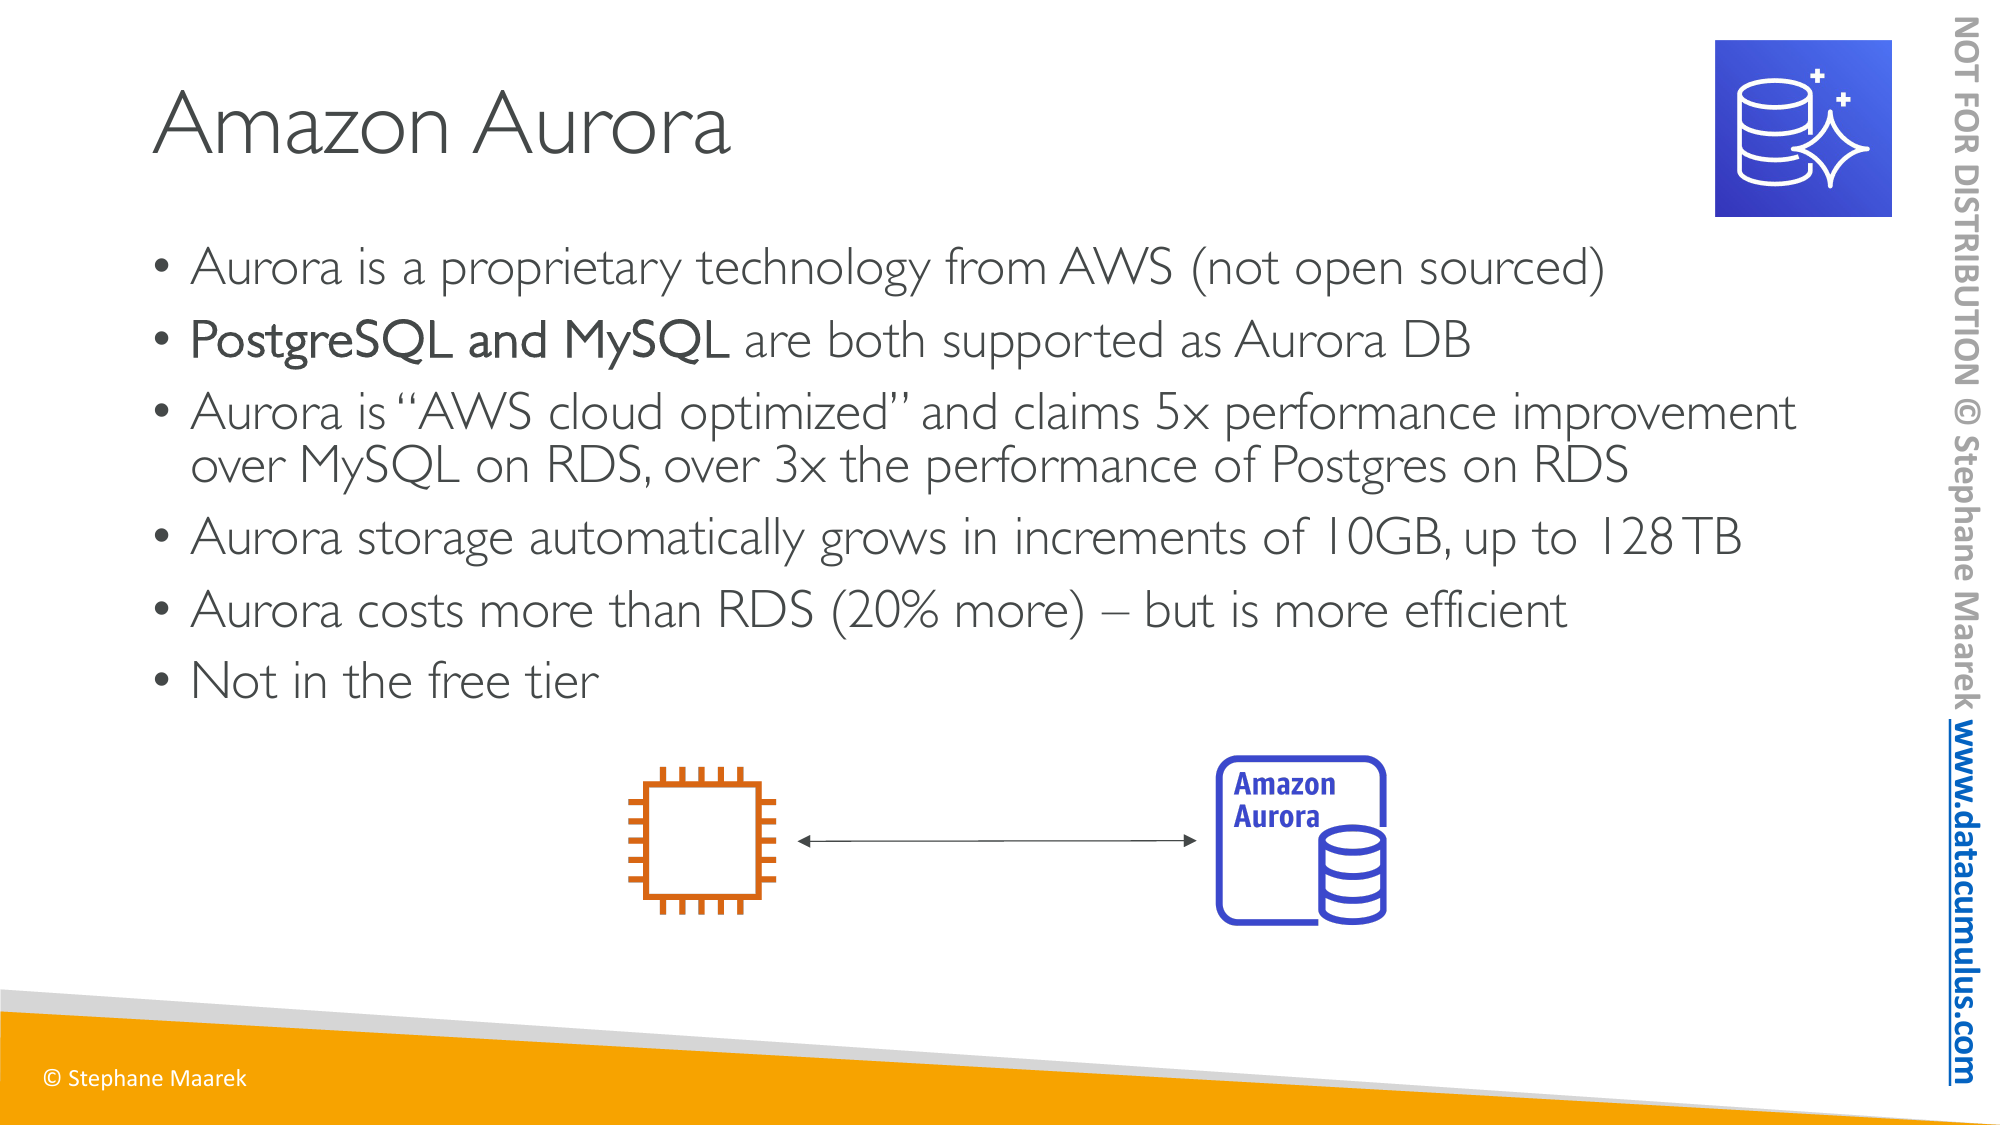 Amazon Aurora
• Aurora is a proprietary technology from AWS (not open sourced)
• PostgreSQL and MySQL are both supported as Aurora DB
• Aurora is “AWS cloud optimized” and claims 5x performance improvement
over MySQL on RDS, over 3x the performance of Postgres on RDS
• Aurora storage automatically grows in increments of 10GB, up to 128 TB
• Aurora costs more than RDS (20% more) – but is more efficient
• Not in the free tier
Amazon
Aurora
© Stephane Maarek
NOT FOR DISTRIBUTION © Stephane Maarek www.datacumulus.com